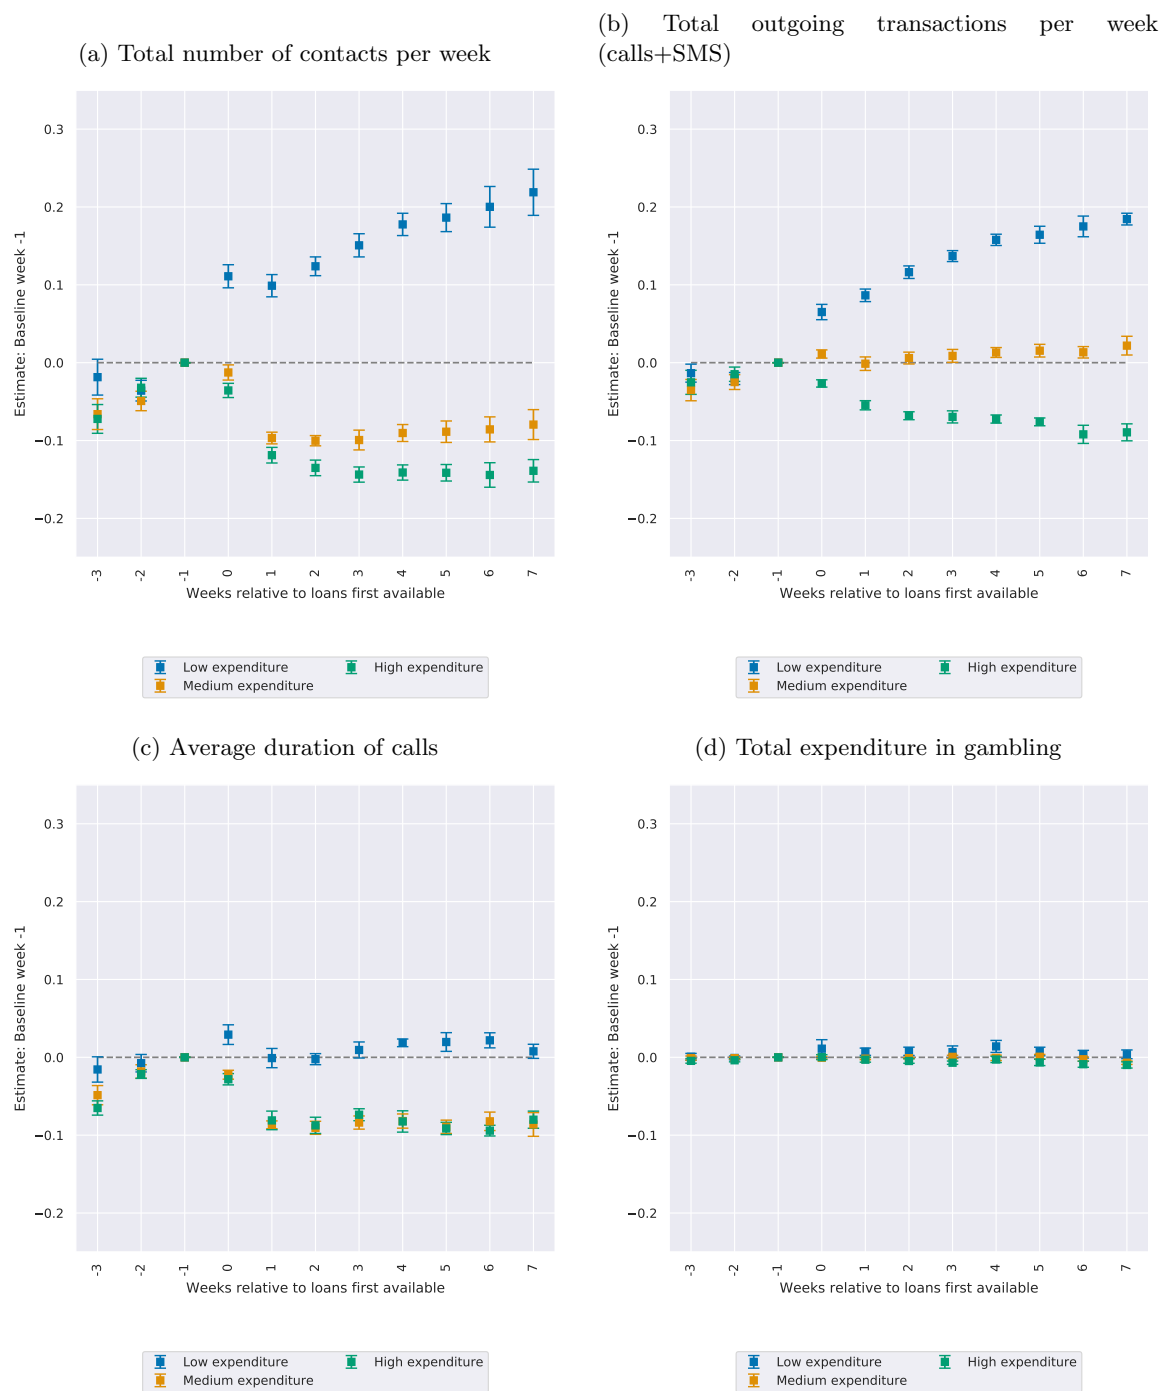 (a) Total number of contacts per week
(b) Total outgoing transactions per week
(calls+SMS)
0.3
0.2
0.1
0.0
−0.1
−0.2
Estimate: Baseline week -1
-3 -2 -1 0 1 2 3 4 5 6 7
Weeks relative to loans first available
Low expenditure High expenditure
Medium expenditure
0.3
0.2
0.1
0.0
−0.1
−0.2
Estimate: Baseline week -1
-3 -2 -1 0 1 2 3 4 5 6 7
Weeks relative to loans first available
Low expenditure High expenditure
Medium expenditure
(c) Average duration of calls
0.3
0.2
0.1
0.0
−0.1
−0.2
Estimate: Baseline week -1
-3 -2 -1 0 1 2 3 4 5 6 7
Weeks relative to loans first available
Low expenditure High expenditure
Medium expenditure
(d) Total expenditure in gambling
0.3
0.2
0.1
0.0
−0.1
−0.2
Estimate: Baseline week -1
-3 -2 -1 0 1 2 3 4 5 6 7
Weeks relative to loans first available
Low expenditure High expenditure
Medium expenditure